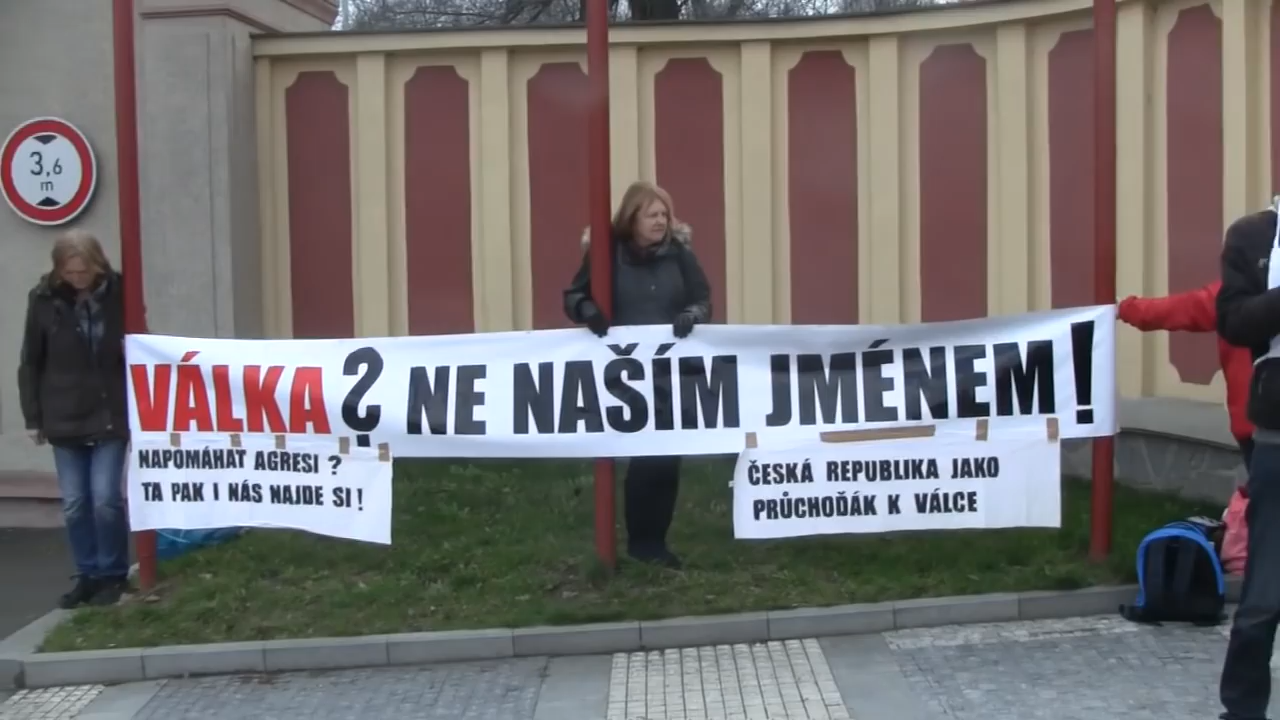 3,6
m
VÁLKA? NE NAŠÍM JMÉNEM!
NAPOMÁHAT AGRESI ?
TA PAK I NÁS NAJDE SI !
ČESKÁ REPUBLIKA JAKO
PRŮCHOĎÁK K VÁLCE